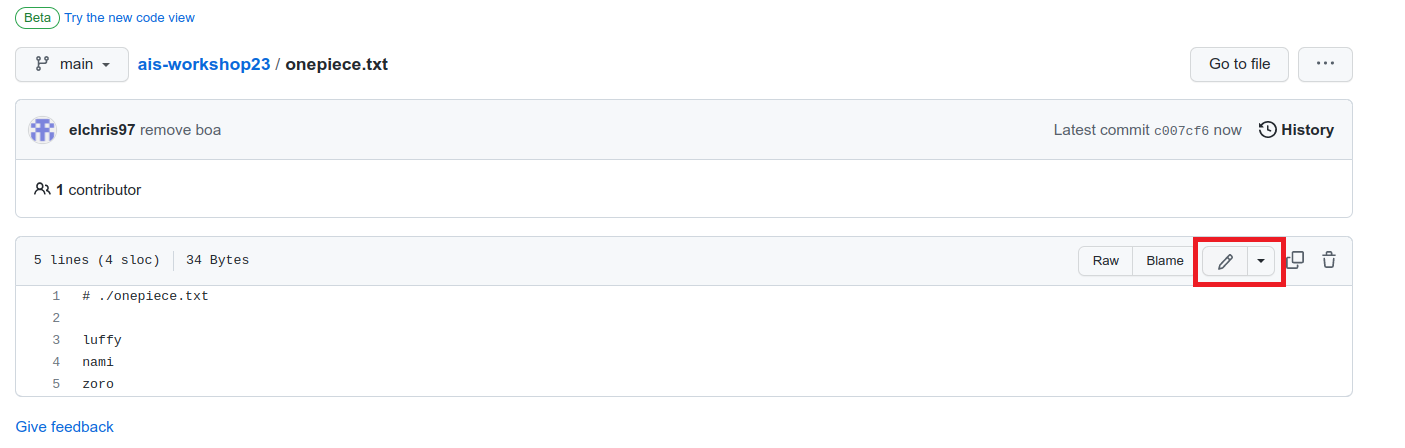 Beta Try the new code view
main ais-workshop23 / onepiece.txt Go to file ...
elchris97 remove boa Latest commit c007cf6 now History
1 contributor
5 lines (4 sloc) 34 Bytes Raw Blame
1 # ./onepiece.txt
2
3 luffy
4 nami
5 zoro
Give feedback